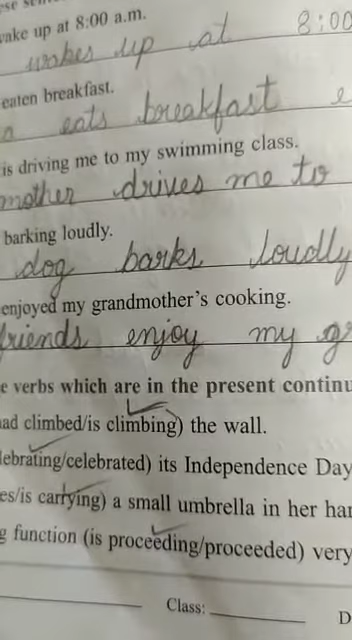 wake up at 8:00 a.m.
wakes up at 8:00
eaten breakfast.
a eats breakfast e
is driving me to my swimming class.
mother drives me to
barking loudly.
dog barks loudly
enjoyed my grandmother's cooking.
friends enjoy my gr
e verbs which are in the present continu
had climbed/is climbing) the wall.
lebrating/celebrated) its Independence Day
es/is carrying) a small umbrella in her han
g function (is proceeding/proceeded) very
Class:
D